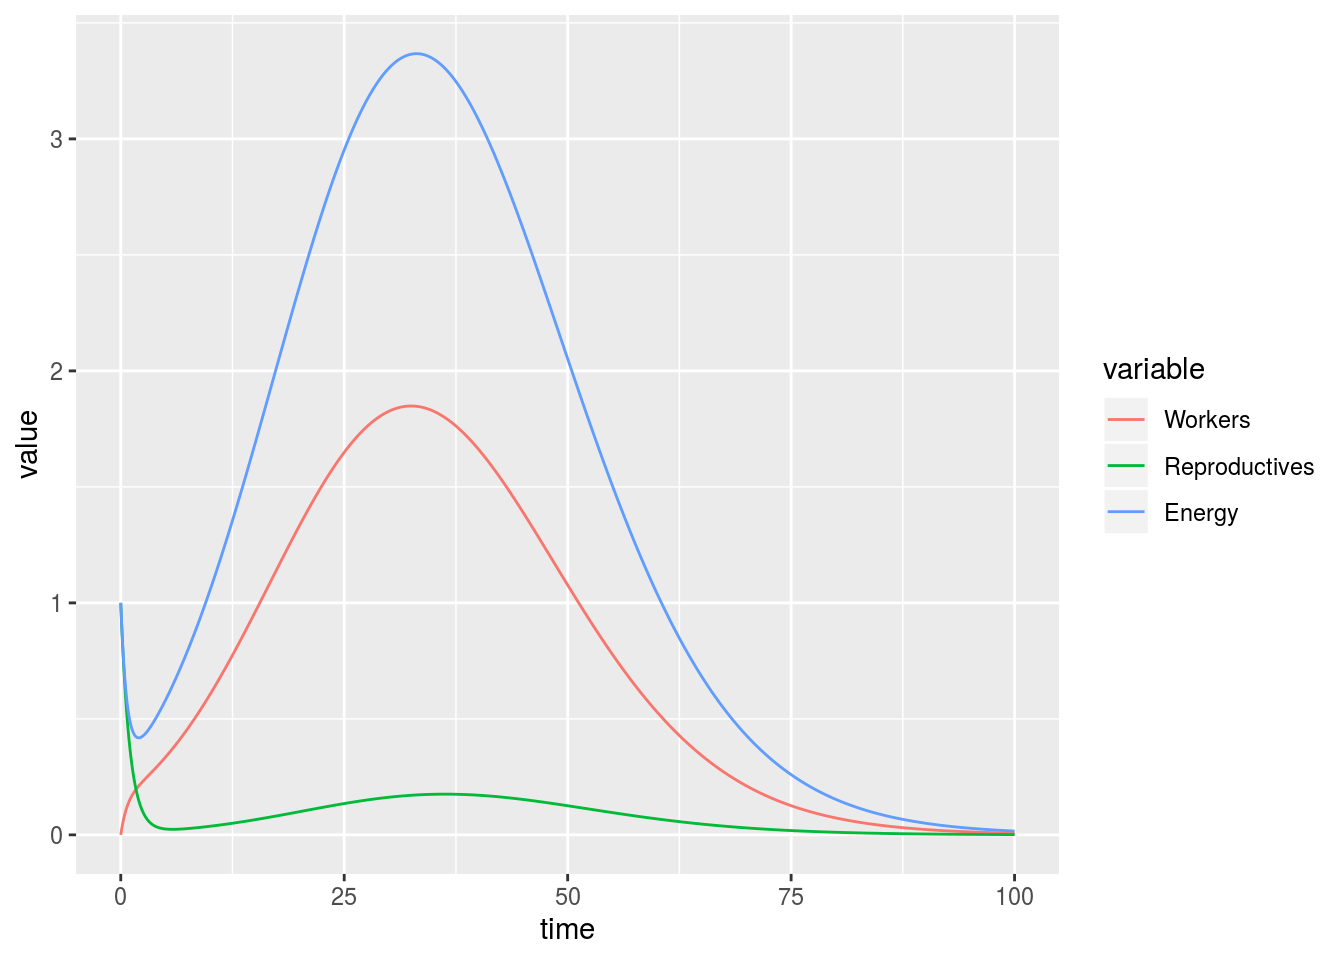 3
2
1
0
value
0 25 50 75 100
time
variable
Workers
Reproductives
Energy